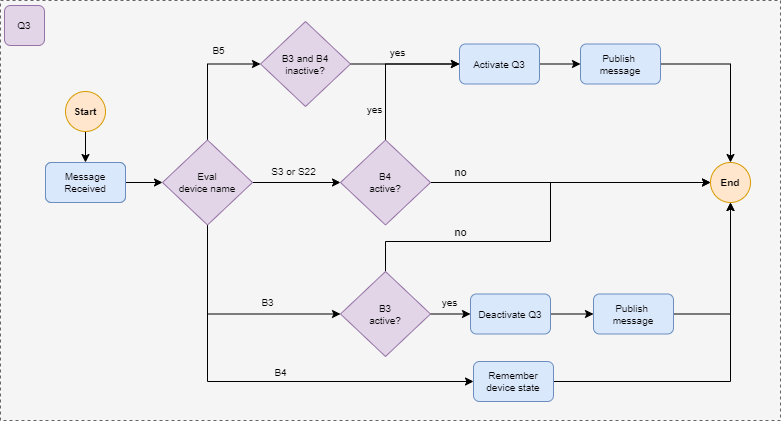 Q3
B5
B3 and B4
inactive?
yes
Activate Q3
Publish
message
Start
yes
Message
Received
Eval
device name
S3 or S22
B4
active?
no
End
no
B3
B3
active?
yes
Deactivate Q3
Publish
message
B4
Remember
device state